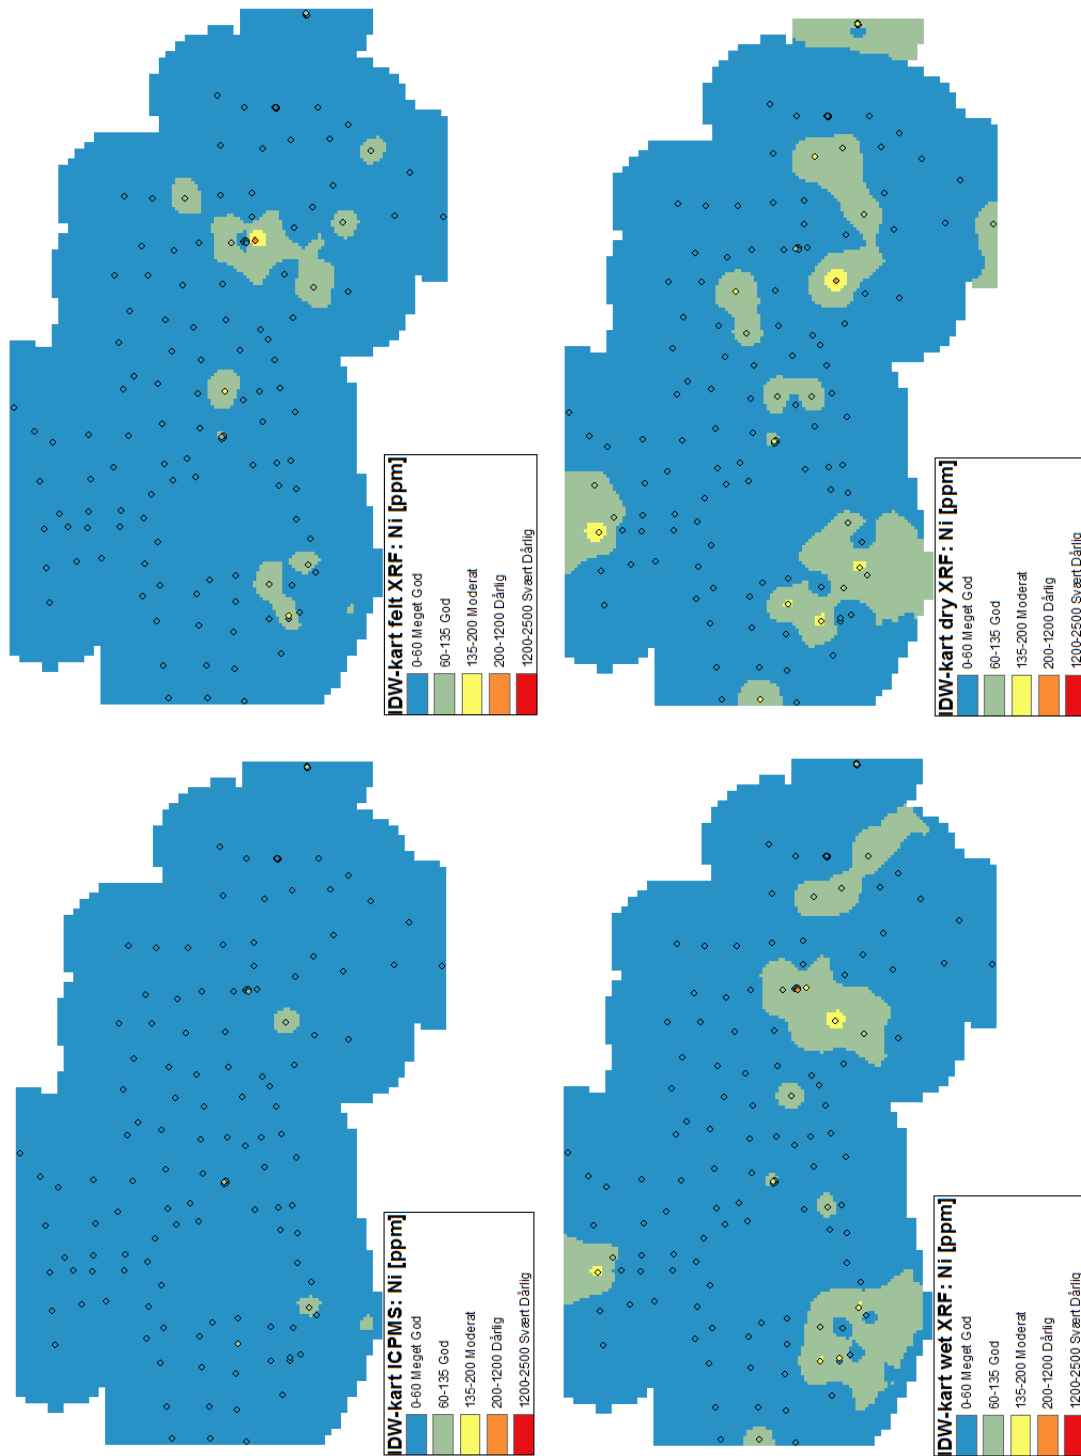 IDW-kart felt XRF: Ni [ppm]
0-60 Meget God
60-135 God
135-200 Moderat
200-1200 Dårlig
1200-2500 Svært Dårlig
IDW-kart dry XRF: Ni [ppm]
0-60 Meget God
60-135 God
135-200 Moderat
200-1200 Dårlig
1200-2500 Svært Dårlig
IDW-kart ICPMS: Ni [ppm]
0-60 Meget God
60-135 God
135-200 Moderat
200-1200 Dårlig
1200-2500 Svært Dårlig
IDW-kart wet XRF: Ni [ppm]
0-60 Meget God
60-135 God
135-200 Moderat
200-1200 Dårlig
1200-2500 Svært Dårlig